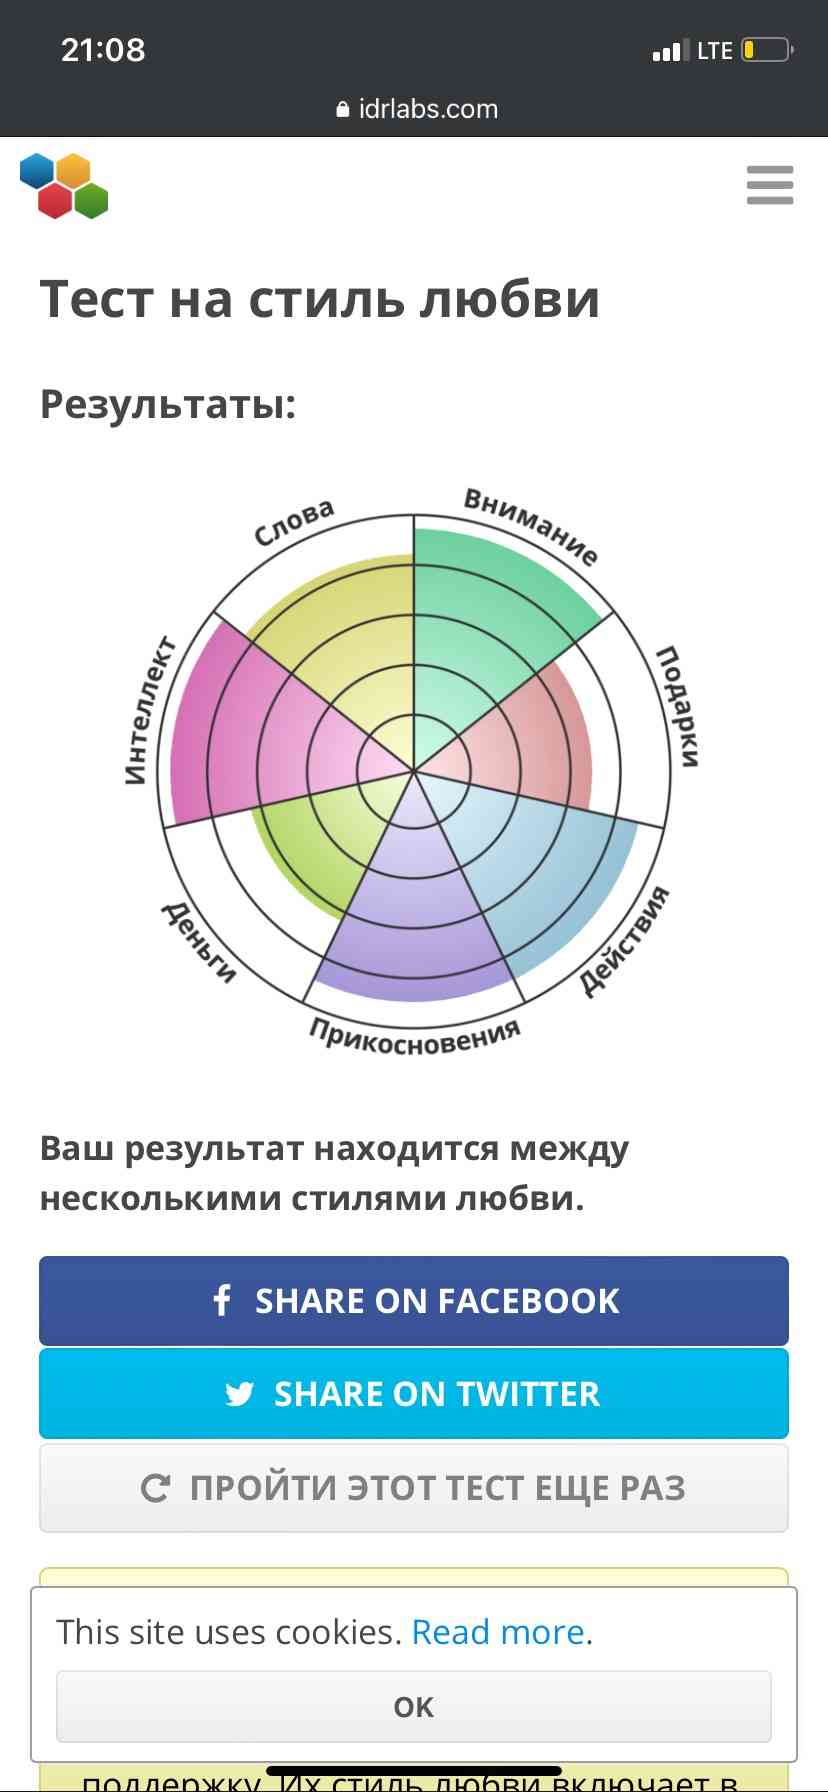 21:08
LTE
idrlabs.com
Тест на стиль любви
Результаты:
Слова
Внимание
Интеллект
Подарки
Деньги
Действия
Прикосновения
Ваш результат находится между
несколькими стилями любви.
SHARE ON FACEBOOK
SHARE ON TWITTER
ПРОЙТИ ЭТОТ ТЕСТ ЕЩЕ РАЗ
This site uses cookies. Read more.
OK
поддержку. Их стиль любви включает в